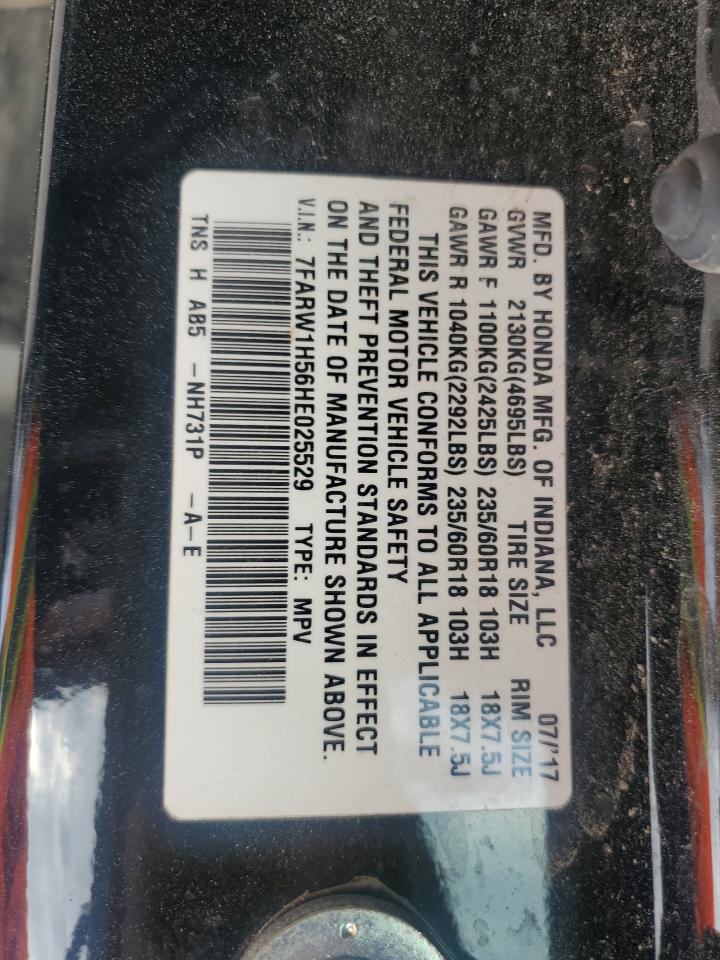 MFD. BY HONDA MFG. OF INDIANA, LLC 07/'17
GVWR 2130KG(4695LBS) TIRE SIZE RIM SIZE
GAWR F 1100KG(2425LBS) 235/60R18 103H 18X7.5J
GAWR R 1040KG(2292LBS) 235/60R18 103H 18X7.5J
THIS VEHICLE CONFORMS TO ALL APPLICABLE
FEDERAL MOTOR VEHICLE SAFETY
AND THEFT PREVENTION STANDARDS IN EFFECT
ON THE DATE OF MANUFACTURE SHOWN ABOVE.
V.I.N.: 7FARW1H56HE025529 TYPE: MPV
TNS H AB5 -NH731P -A-E